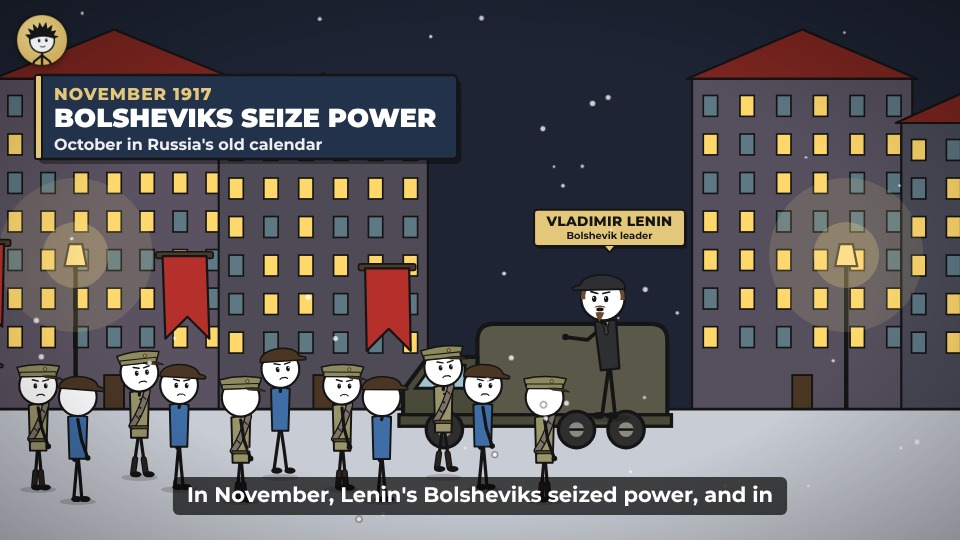 NOVEMBER 1917
BOLSHEVIKS SEIZE POWER
October in Russia's old calendar
VLADIMIR LENIN
Bolshevik leader
In November, Lenin's Bolsheviks seized power, and in